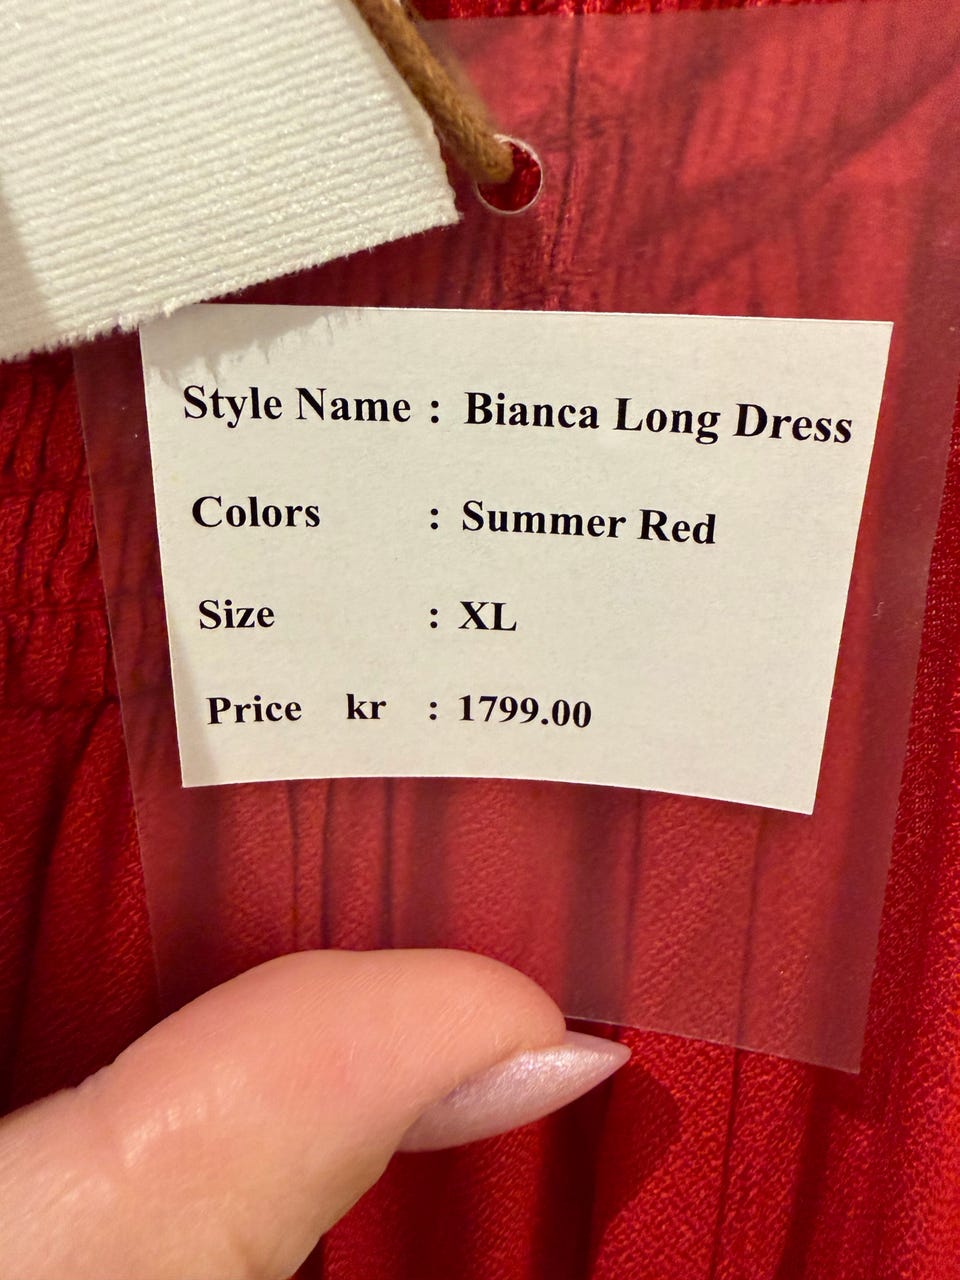 Style Name : Bianca Long Dress
Colors : Summer Red
Size : XL
Price kr : 1799.00